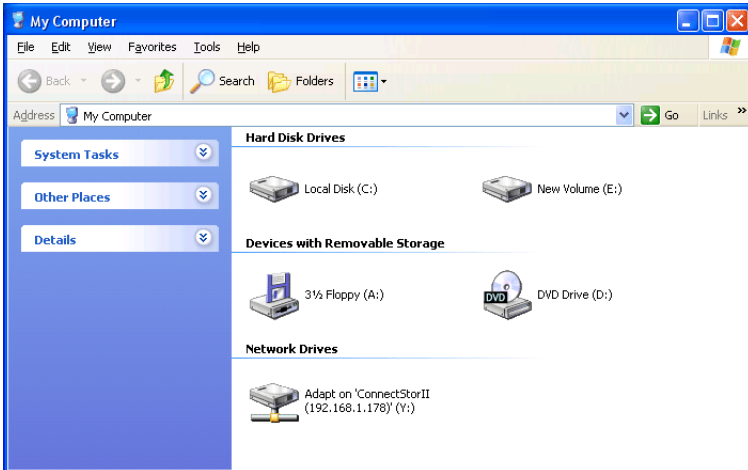 My Computer
File Edit View Favorites Tools Help
Back Search Folders
Address My Computer Go Links »
System Tasks
Other Places
Details
Hard Disk Drives
Local Disk (C:) New Volume (E:)
Devices with Removable Storage
3½ Floppy (A:) DVD DVD Drive (D:)
Network Drives
Adapt on 'ConnectStorII
(192.168.1.178)' (Y:)